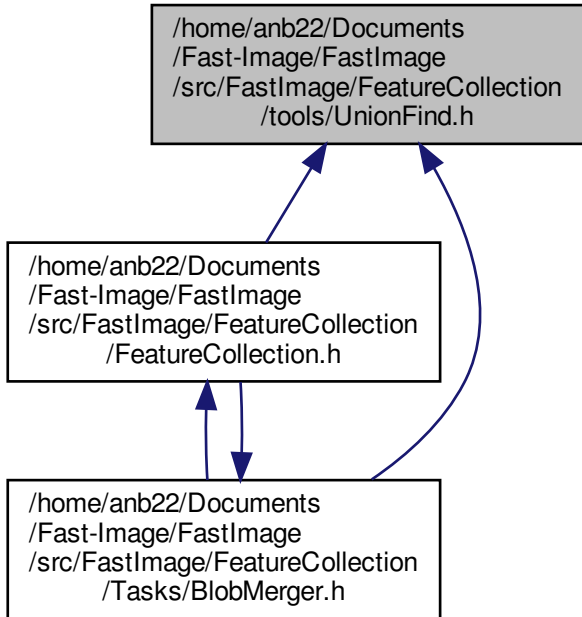 /home/anb22/Documents
/Fast-Image/FastImage
/src/FastImage/FeatureCollection
/tools/UnionFind.h
/home/anb22/Documents
/Fast-Image/FastImage
/src/FastImage/FeatureCollection
/FeatureCollection.h
/home/anb22/Documents
/Fast-Image/FastImage
/src/FastImage/FeatureCollection
/Tasks/BlobMerger.h